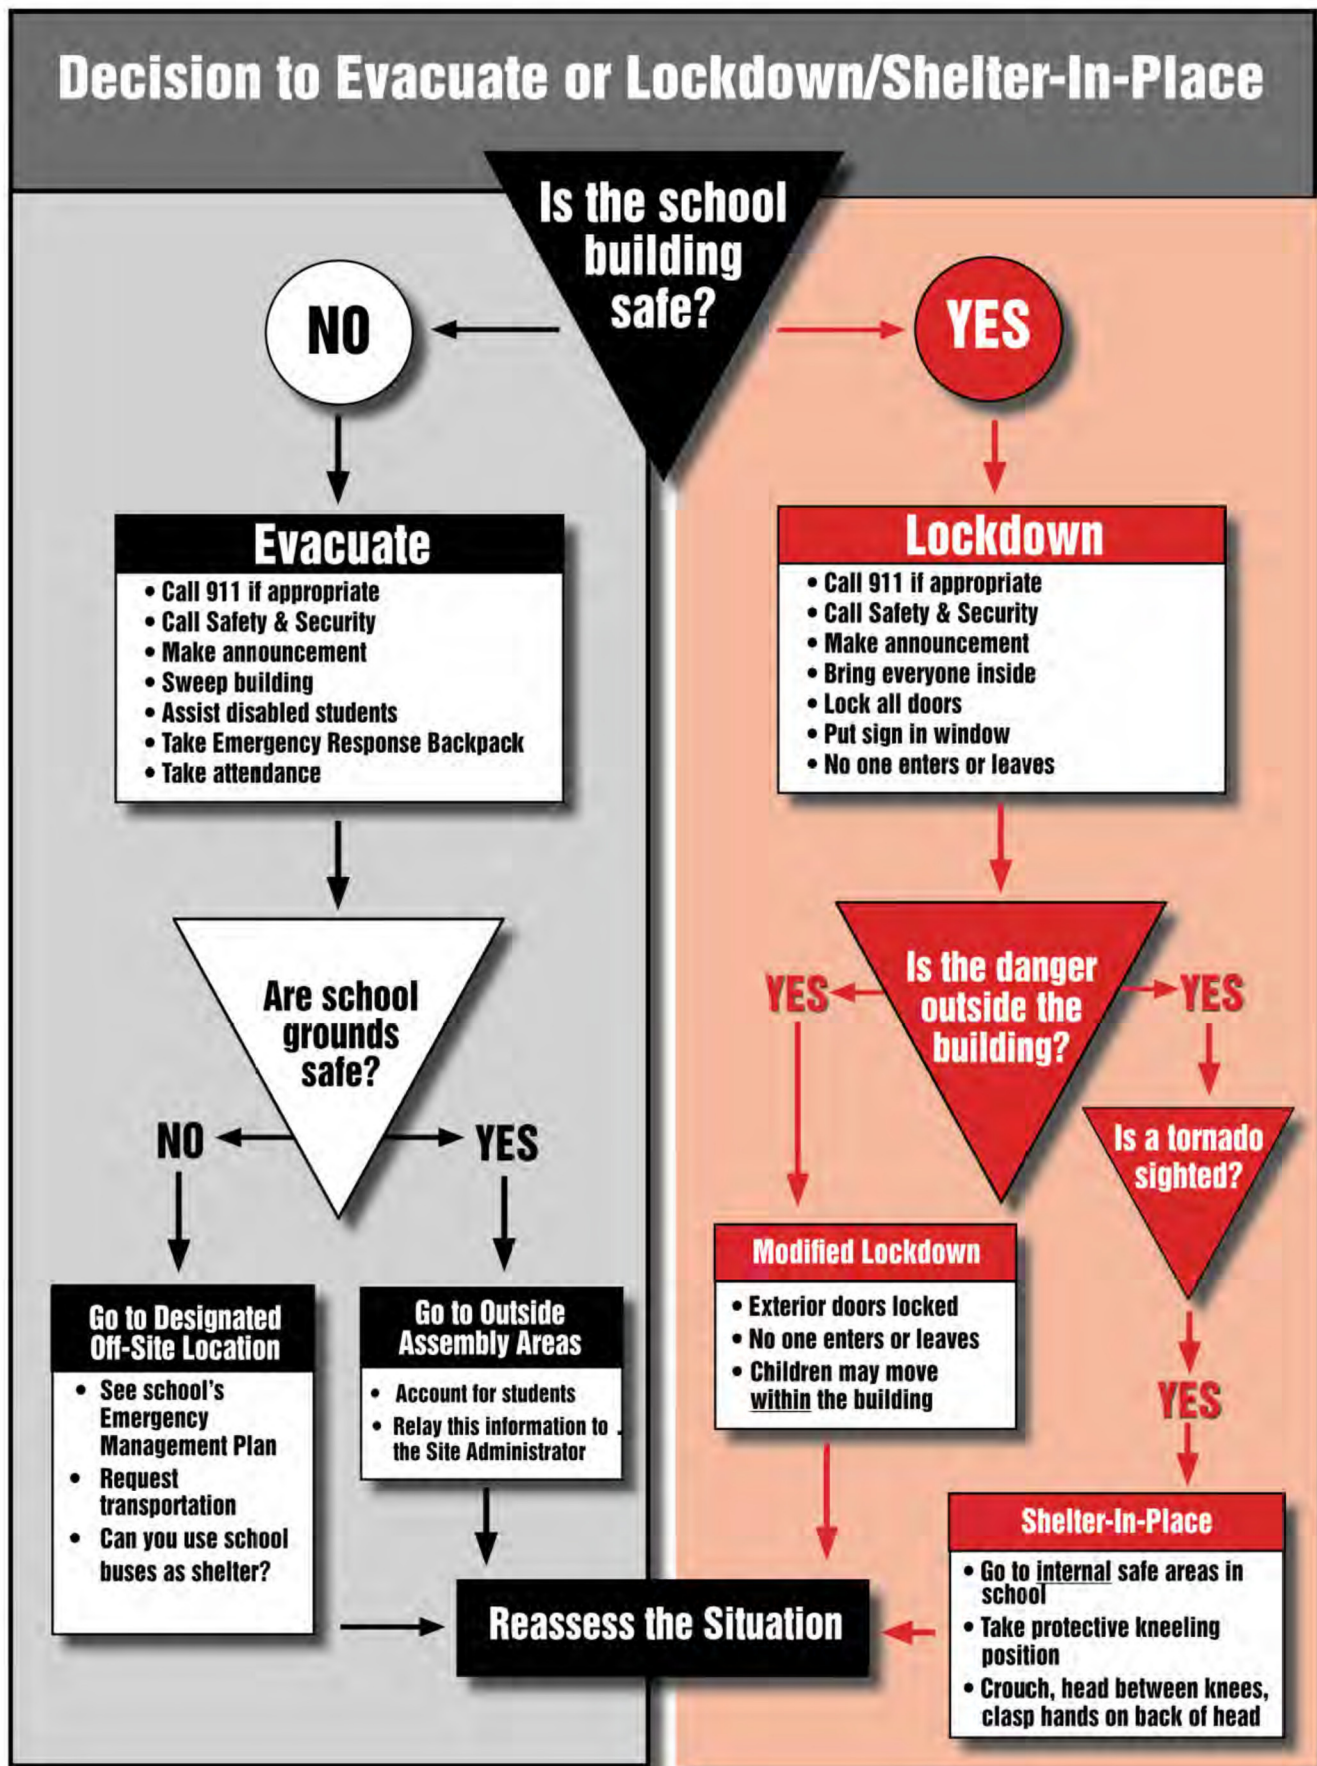 Decision to Evacuate or Lockdown/Shelter-In-Place
Is the school
building
safe?
NO
YES
Evacuate
• Call 911 if appropriate
• Call Safety & Security
• Make announcement
• Sweep building
• Assist disabled students
• Take Emergency Response Backpack
• Take attendance
Lockdown
• Call 911 if appropriate
• Call Safety & Security
• Make announcement
• Bring everyone inside
• Lock all doors
• Put sign in window
• No one enters or leaves
Are school
grounds
safe?
NO
YES
Is the danger
outside the
building?
YES
YES
Is a tornado
sighted?
Go to Designated
Off-Site Location
• See school's
Emergency
Management Plan
• Request
transportation
• Can you use school
buses as shelter?
Go to Outside
Assembly Areas
• Account for students
• Relay this information to .
the Site Administrator
Modified Lockdown
• Exterior doors locked
• No one enters or leaves
• Children may move
within the building
YES
Shelter-In-Place
• Go to internal safe areas in
school
• Take protective kneeling
position
• Crouch, head between knees,
clasp hands on back of head
Reassess the Situation